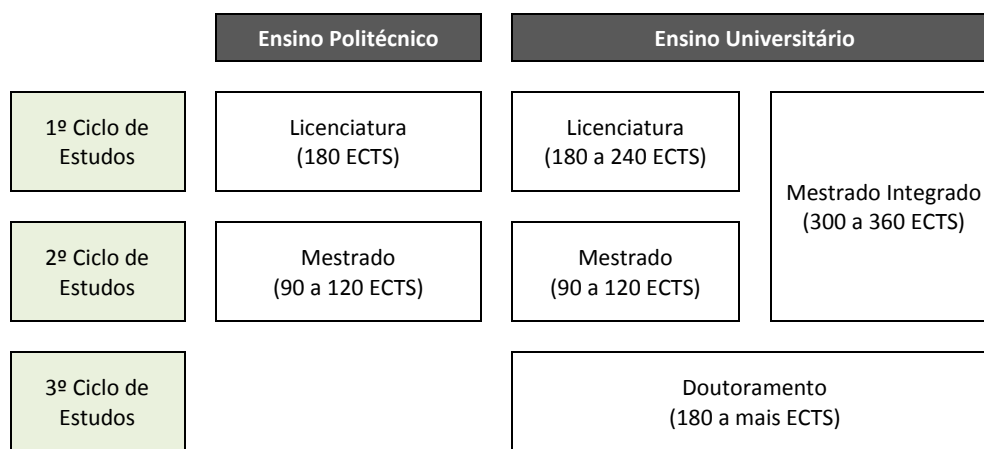 Ensino Politécnico
Ensino Universitário
1º Ciclo de
Estudos
Licenciatura
(180 ECTS)
Licenciatura
(180 a 240 ECTS)
Mestrado Integrado
(300 a 360 ECTS)
2º Ciclo de
Estudos
Mestrado
(90 a 120 ECTS)
Mestrado
(90 a 120 ECTS)
3º Ciclo de
Estudos
Doutoramento
(180 a mais ECTS)